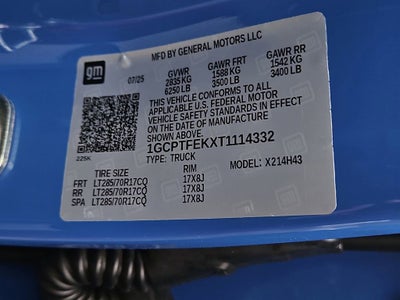 MFD BY GENERAL MOTORS LLC
gm
07/25
GVWR GAWR FRT GAWR RR
2835 KG 1588 KG 1542 KG
6250 LB 3500 LB 3400 LB
THIS VEHICLE CONFORMS TO ALL
APPLICABLE U.S. FEDERAL MOTOR
VEHICLE SAFETY STANDARDS IN EFFECT
ON THE DATE OF MANUFACTURE
SHOWN ABOVE.
1GCPTFEKXT1114332
225K
TYPE: TRUCK MODEL: X214H43
TIRE SIZE RIM
FRT LT285/70R17CQ 17X8J
RR LT285/70R17CQ 17X8J
SPA LT285/70R17CQ 17X8J